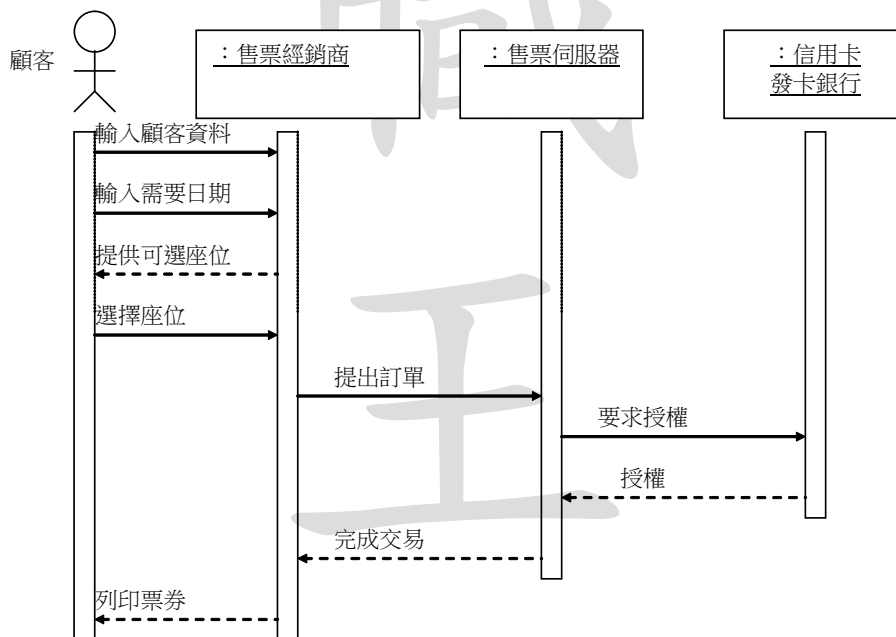 顧客
：售票經銷商
：售票伺服器
：信用卡
發卡銀行
輸入顧客資料
輸入需要日期
提供可選座位
選擇座位
提出訂單
要求授權
授權
完成交易
列印票券
職
王